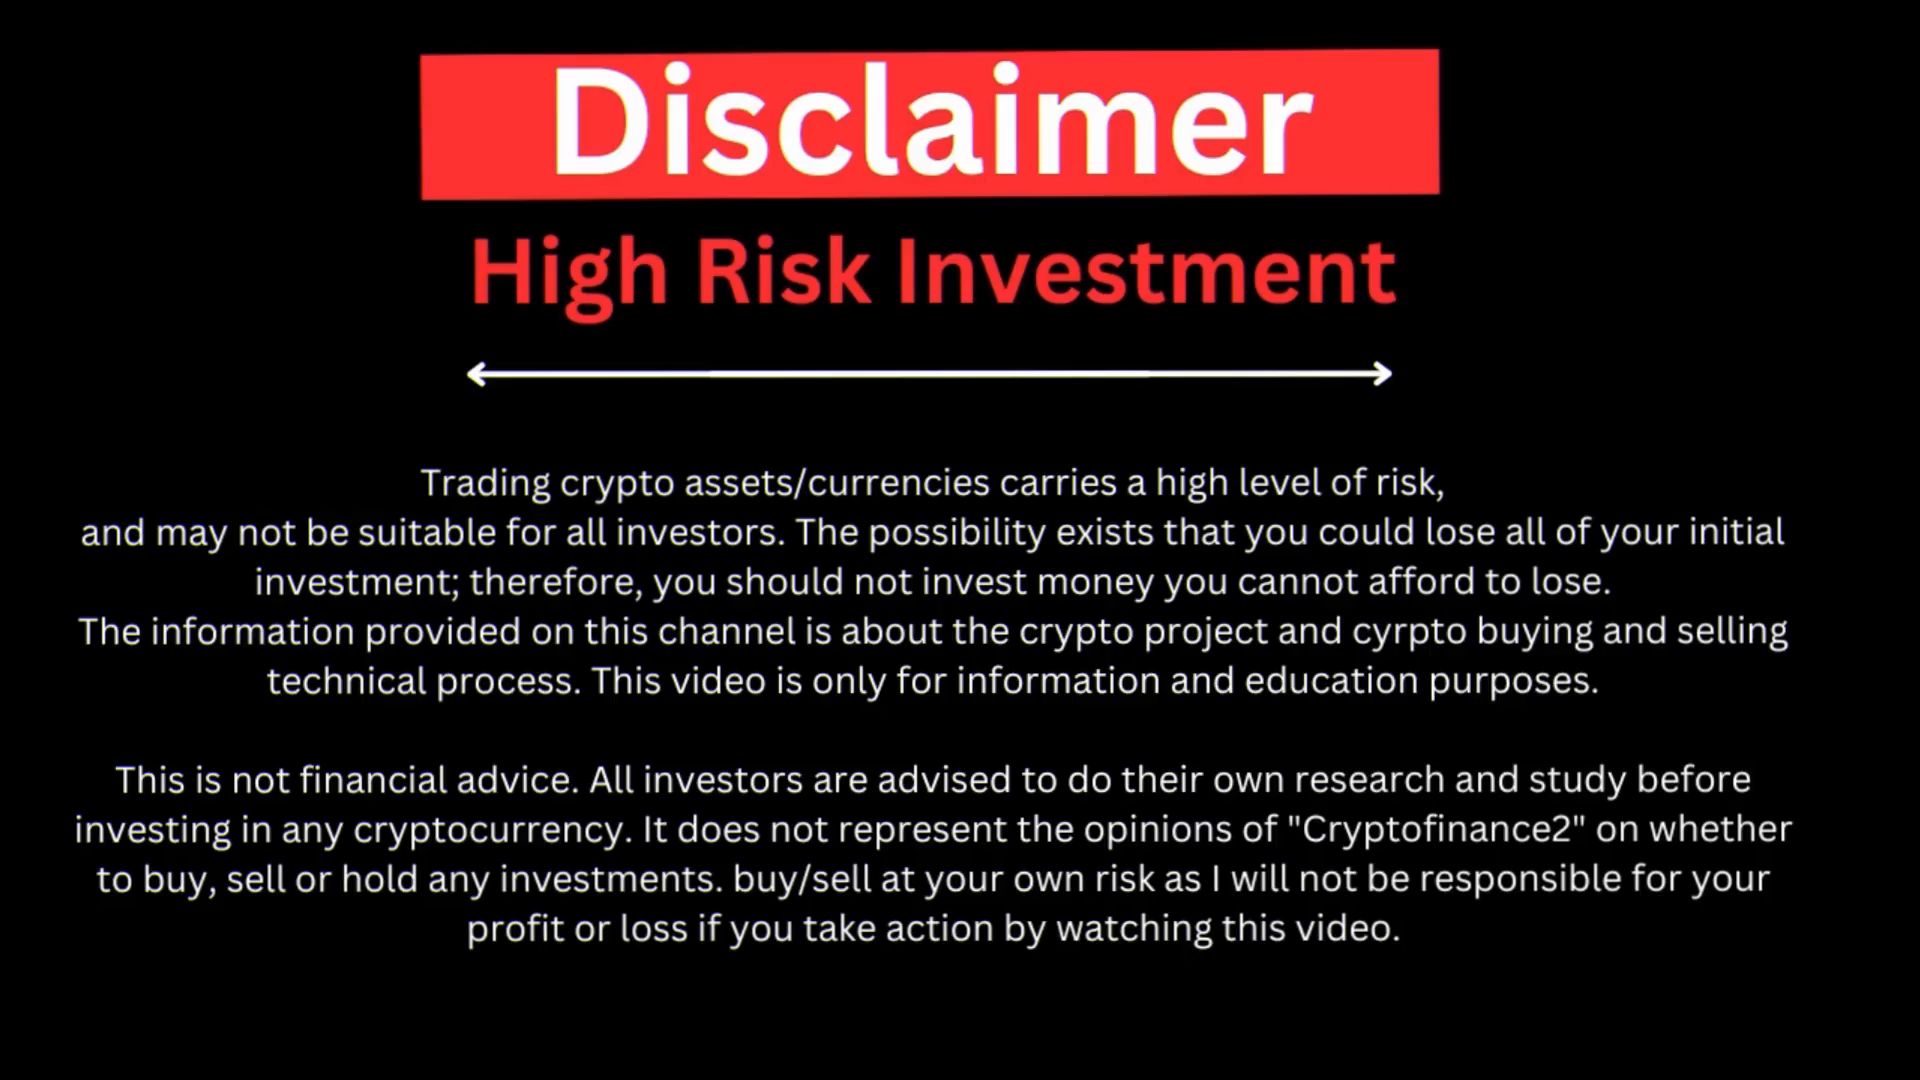 Disclaimer
High Risk Investment
Trading crypto assets/currencies carries a high level of risk,
and may not be suitable for all investors. The possibility exists that you could lose all of your initial
investment; therefore, you should not invest money you cannot afford to lose.
The information provided on this channel is about the crypto project and cyrpto buying and selling
technical process. This video is only for information and education purposes.
This is not financial advice. All investors are advised to do their own research and study before
investing in any cryptocurrency. It does not represent the opinions of "Cryptofinance2" on whether
to buy, sell or hold any investments. buy/sell at your own risk as I will not be responsible for your
profit or loss if you take action by watching this video.